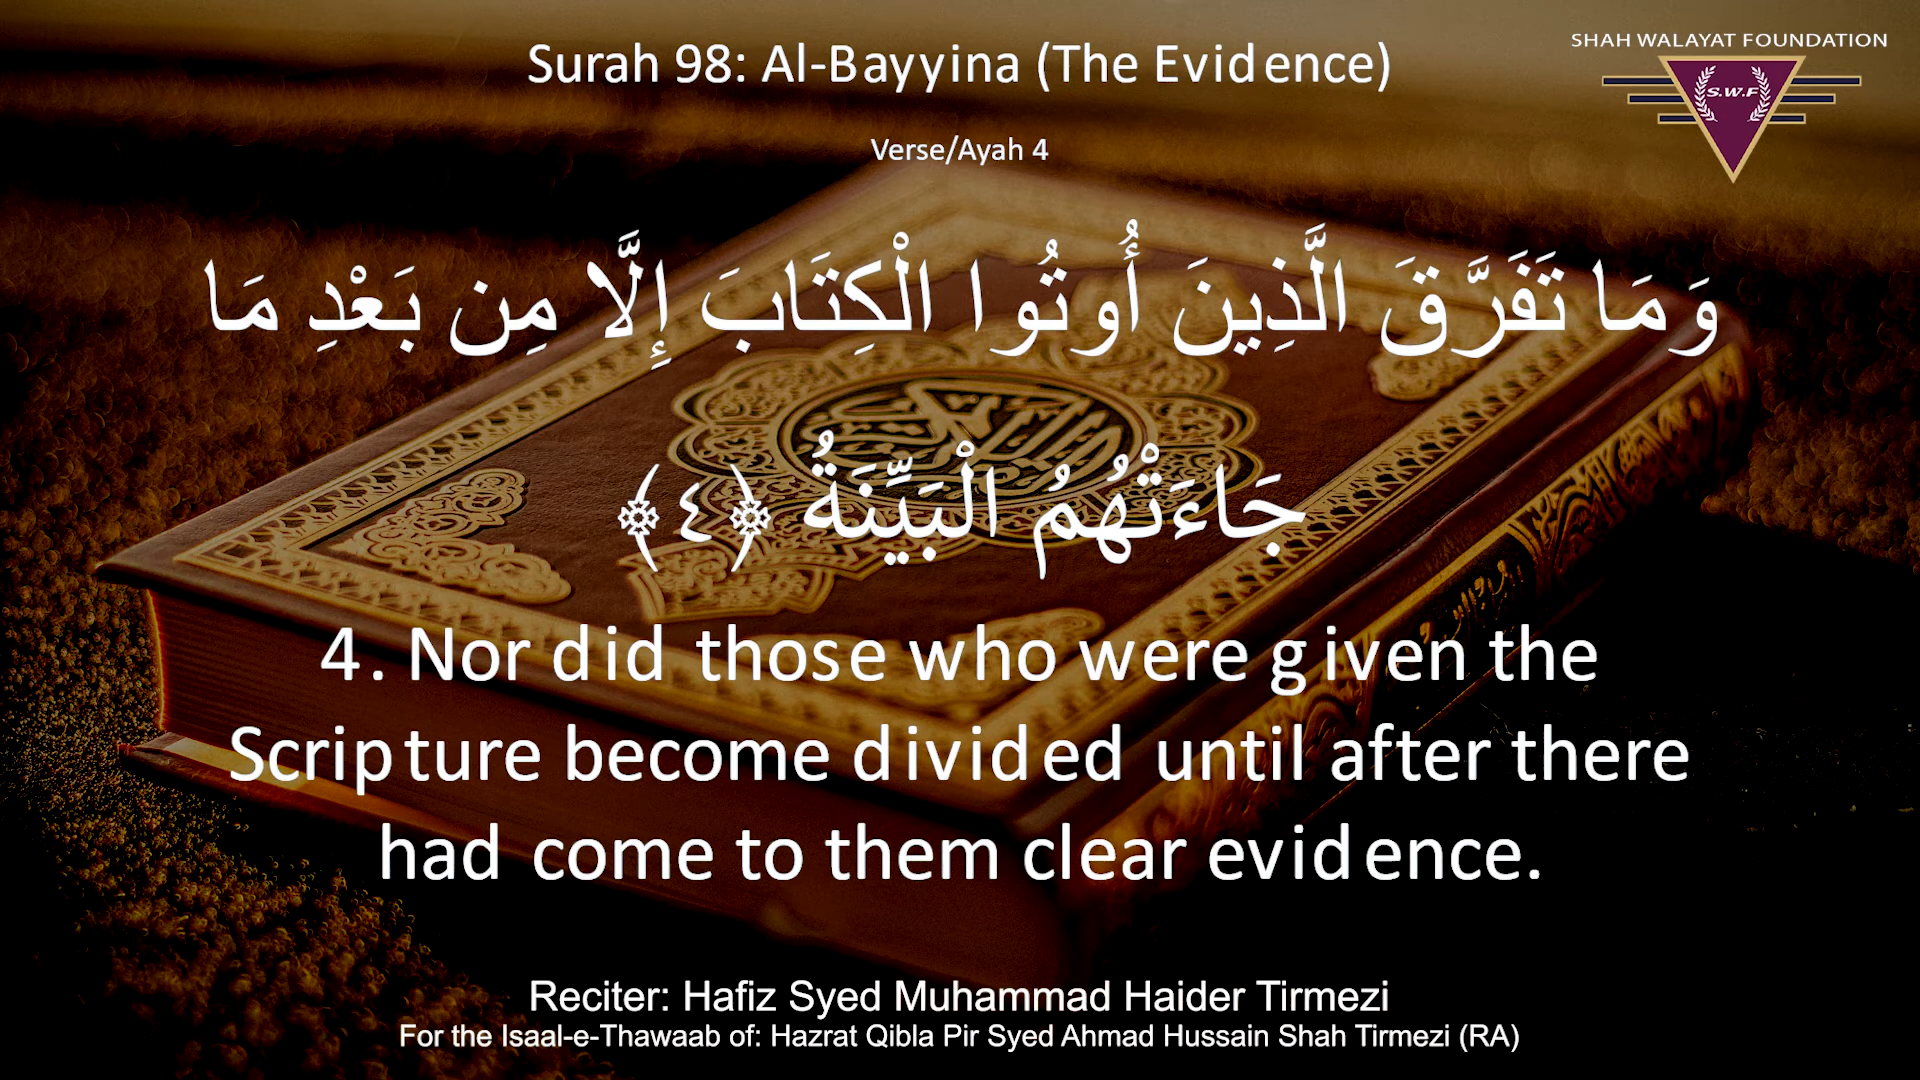 SHAH WALAYAT FOUNDATION
S.W.F
Surah 98: Al-Bayyina (The Evidence)
Verse/Ayah 4
وَمَا تَفَرَّقَ الَّذِينَ أُوتُوا الْكِتَابَ إِلَّا مِن بَعْدِ مَا
جَاءَتْهُمُ الْبَيِّنَةُ ﴿٤﴾
4. Nor did those who were given the
Scripture become divided until after there
had come to them clear evidence.
Reciter: Hafiz Syed Muhammad Haider Tirmezi
For the Isaal-e-Thawaab of: Hazrat Qibla Pir Syed Ahmad Hussain Shah Tirmezi (RA)